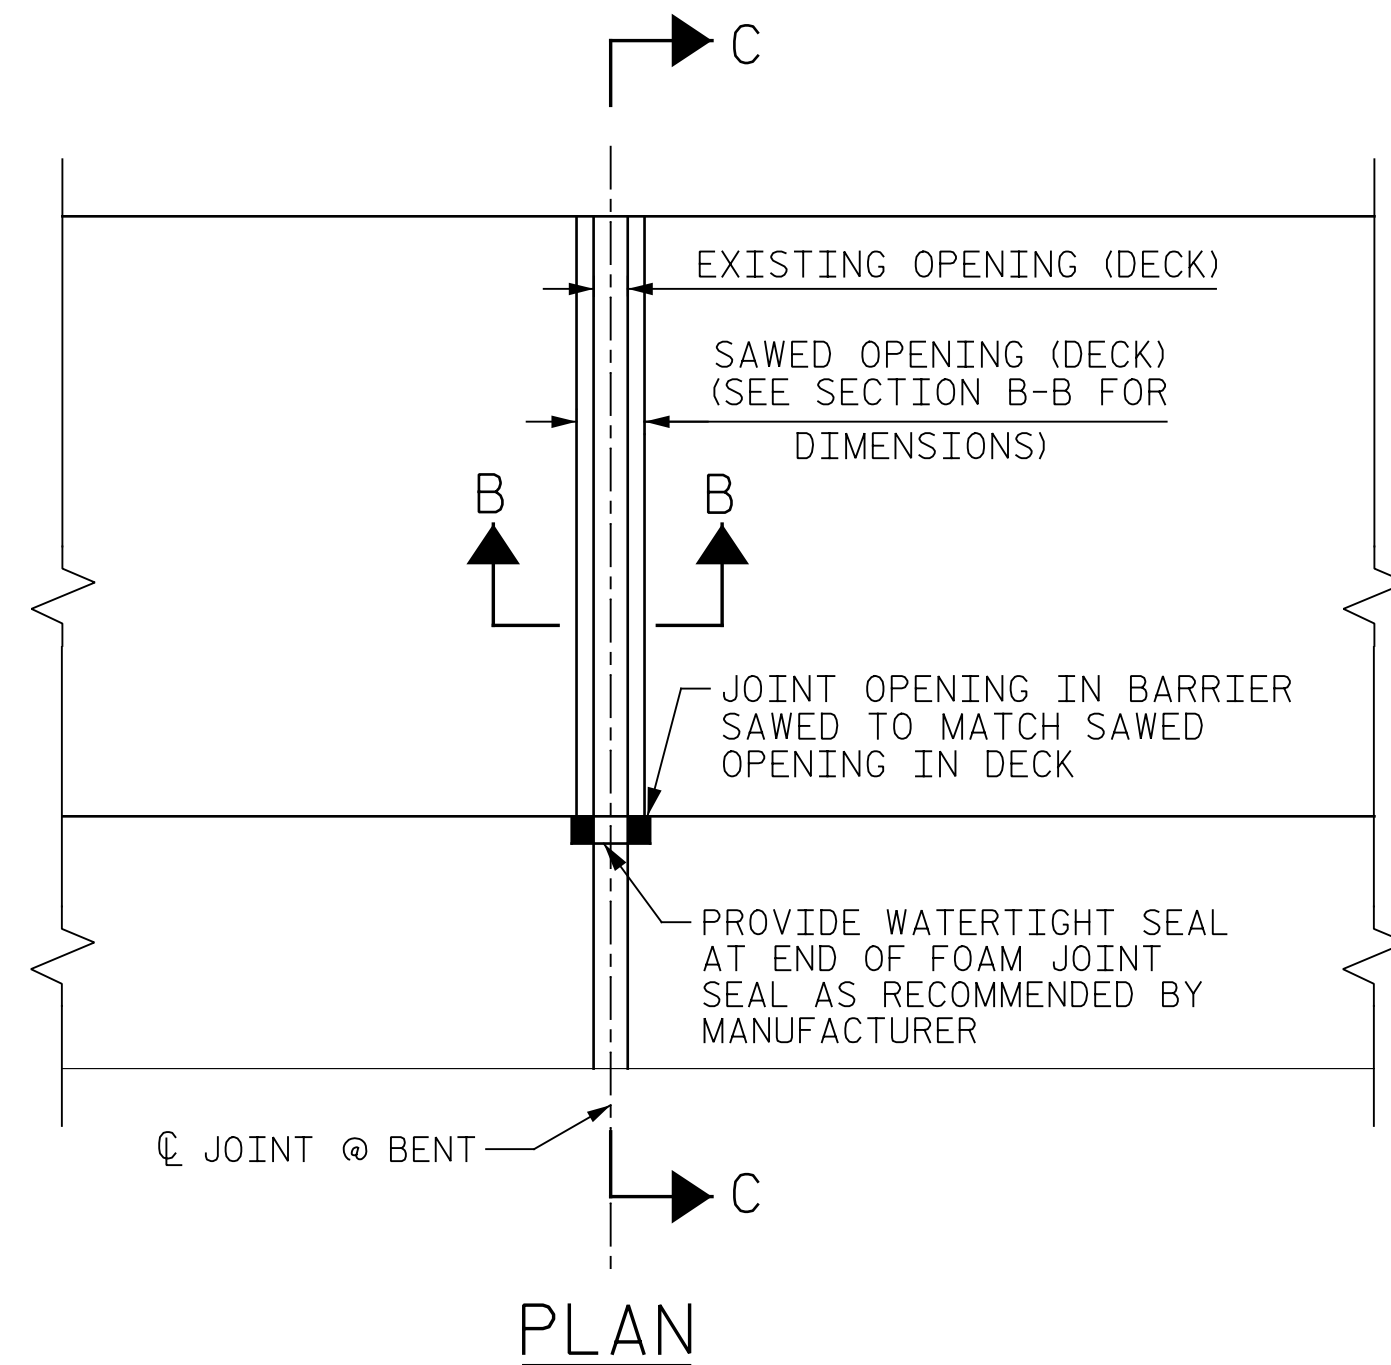 C
EXISTING OPENING (DECK)
SAWED OPENING (DECK)
(SEE SECTION B-B FOR
DIMENSIONS)
B B
JOINT OPENING IN BARRIER
SAWED TO MATCH SAWED
OPENING IN DECK
PROVIDE WATERTIGHT SEAL
AT END OF FOAM JOINT
SEAL AS RECOMMENDED BY
MANUFACTURER
℄ JOINT @ BENT
C
PLAN